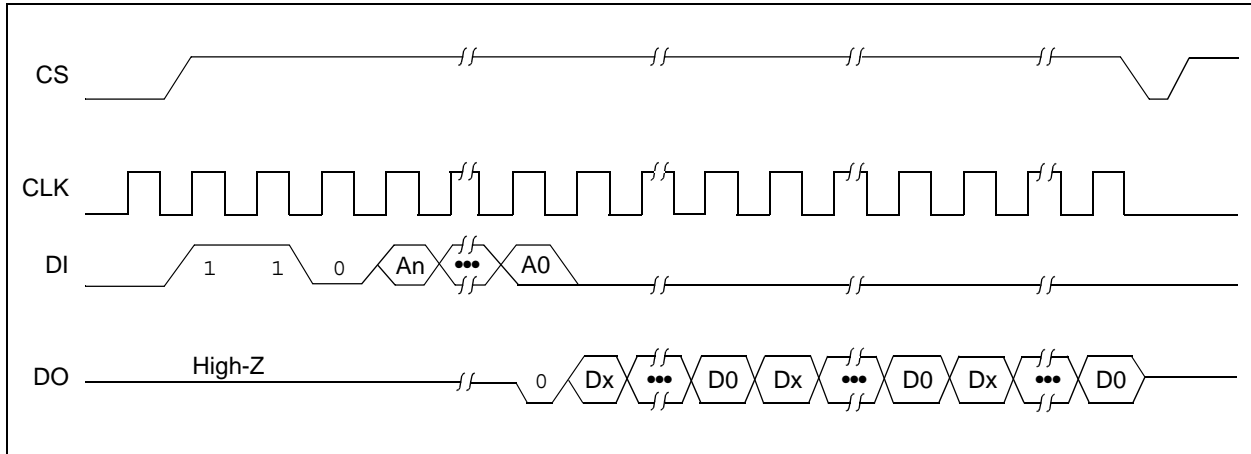 CS
CLK
DI 1 1 0 An ••• A0
DO High-Z 0 Dx ••• D0 Dx ••• D0 Dx ••• D0